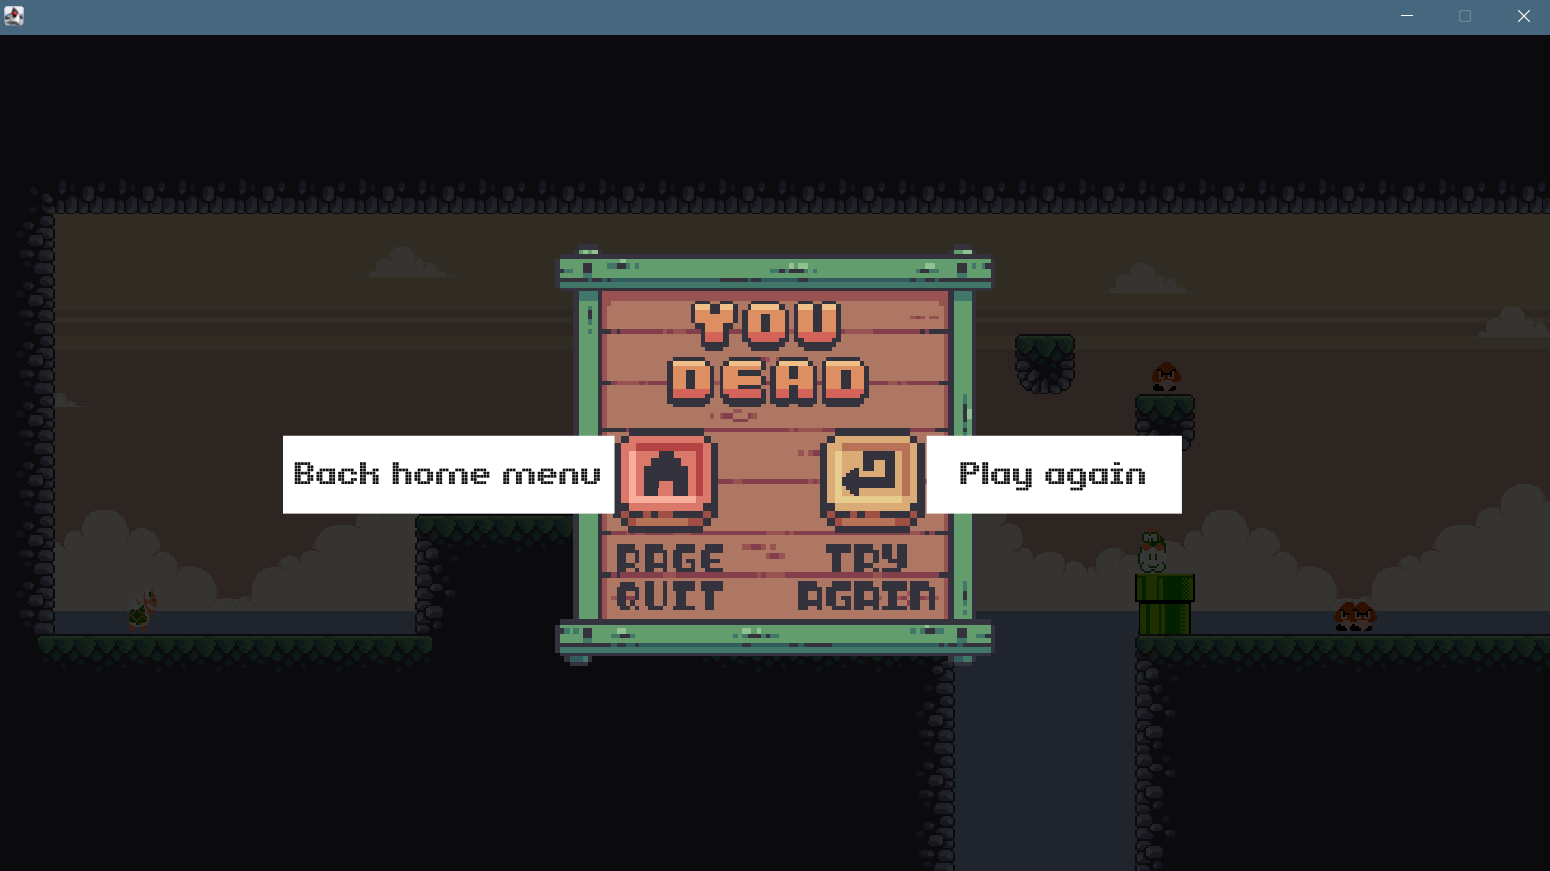 YOU
DEAD
Back home menu
Play again
RAGE
QUIT
TRY
AGAIN